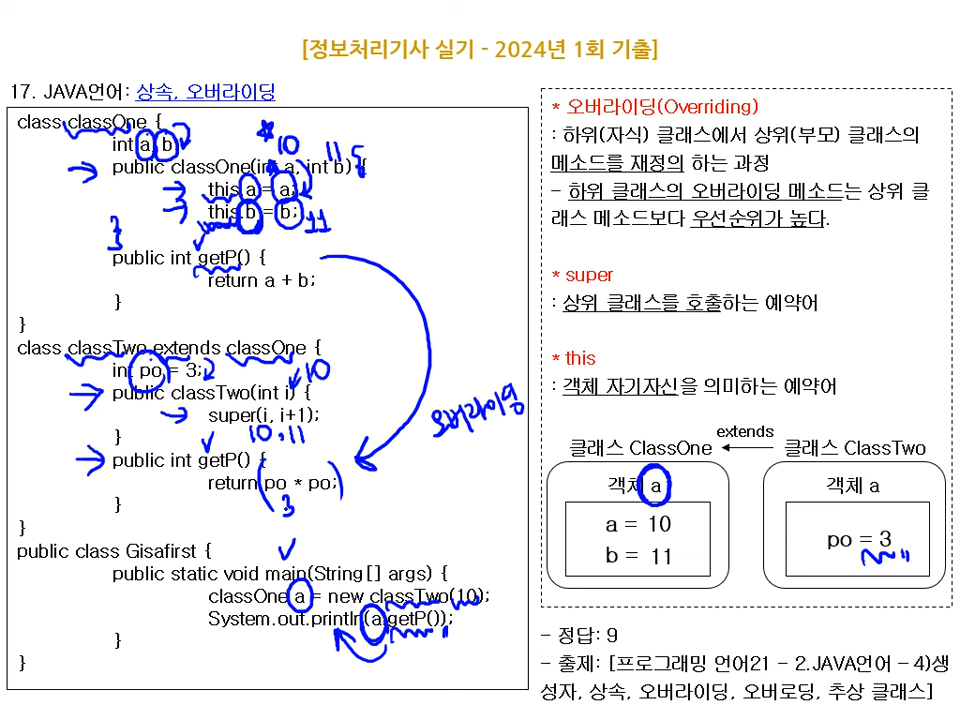 [정보처리기사 실기 - 2024년 1회 기출]
17. JAVA언어: 상속, 오버라이딩
class classOne {
int a, b;
public classOne(int a, int b) {
this.a = a;
this.b = b;
}
public int getP() {
return a + b;
}
}
class classTwo extends classOne {
int po = 3;
public classTwo(int i) {
super(i, i+1);
}
public int getP() {
return po * po;
}
}
public class Gisafirst {
public static void main(String[] args) {
classOne a = new classTwo(10);
System.out.println(a.getP());
}
}
10
11
11
10
10, 11
3
오버라이딩
* 오버라이딩(Overriding)
: 하위(자식) 클래스에서 상위(부모) 클래스의
메소드를 재정의 하는 과정
- 하위 클래스의 오버라이딩 메소드는 상위 클
래스 메소드보다 우선순위가 높다.
* super
: 상위 클래스를 호출하는 예약어
* this
: 객체 자기자신을 의미하는 예약어
extends
클래스 ClassOne
클래스 ClassTwo
객체 a
객체 a
a = 10
b = 11
po = 3
- 정답: 9
- 출제: [프로그래밍 언어21 - 2.JAVA언어 - 4)생
성자, 상속, 오버라이딩, 오버로딩, 추상 클래스]